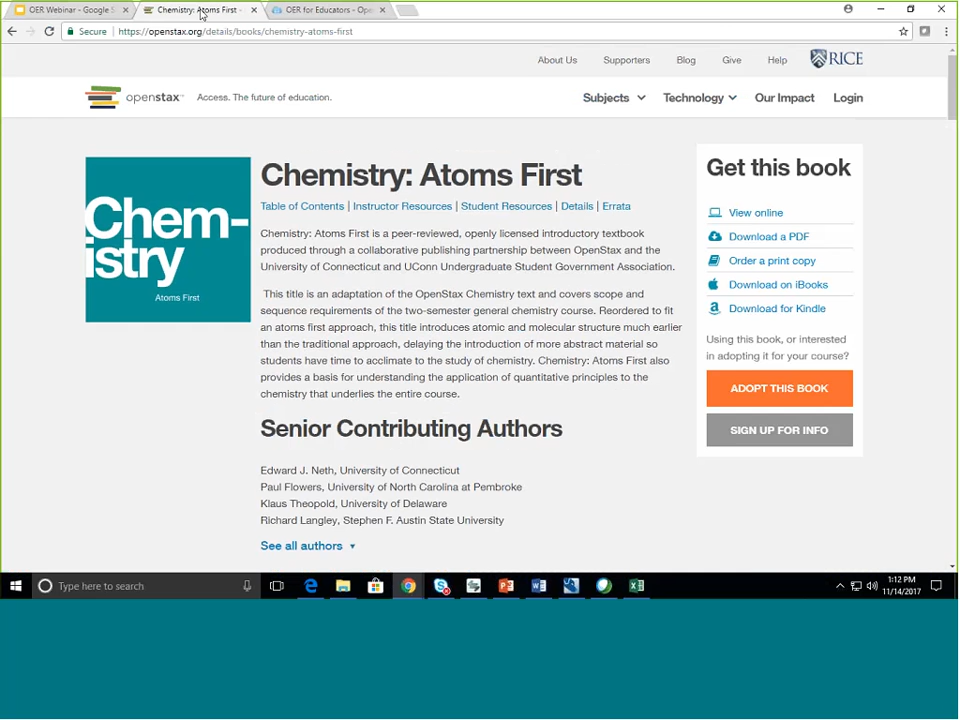 OER Webinar - Google S
Chemistry: Atoms First -
OER for Educators - Ope
Secure
https://openstax.org/details/books/chemistry-atoms-first
About Us
Supporters
Blog
Give
Help
RICE
openstax™
Access. The future of education.
Subjects
Technology
Our Impact
Login
Chem-
istry
Atoms First
Chemistry: Atoms First
Table of Contents | Instructor Resources | Student Resources | Details | Errata
Chemistry: Atoms First is a peer-reviewed, openly licensed introductory textbook
produced through a collaborative publishing partnership between OpenStax and the
University of Connecticut and UConn Undergraduate Student Government Association.
This title is an adaptation of the OpenStax Chemistry text and covers scope and
sequence requirements of the two-semester general chemistry course. Reordered to fit
an atoms first approach, this title introduces atomic and molecular structure much earlier
than the traditional approach, delaying the introduction of more abstract material so
students have time to acclimate to the study of chemistry. Chemistry: Atoms First also
provides a basis for understanding the application of quantitative principles to the
chemistry that underlies the entire course.
Senior Contributing Authors
Edward J. Neth, University of Connecticut
Paul Flowers, University of North Carolina at Pembroke
Klaus Theopold, University of Delaware
Richard Langley, Stephen F. Austin State University
See all authors
Get this book
View online
Download a PDF
Order a print copy
Download on iBooks
Download for Kindle
Using this book, or interested
in adopting it for your course?
ADOPT THIS BOOK
SIGN UP FOR INFO
Type here to search
1:12 PM
11/14/2017